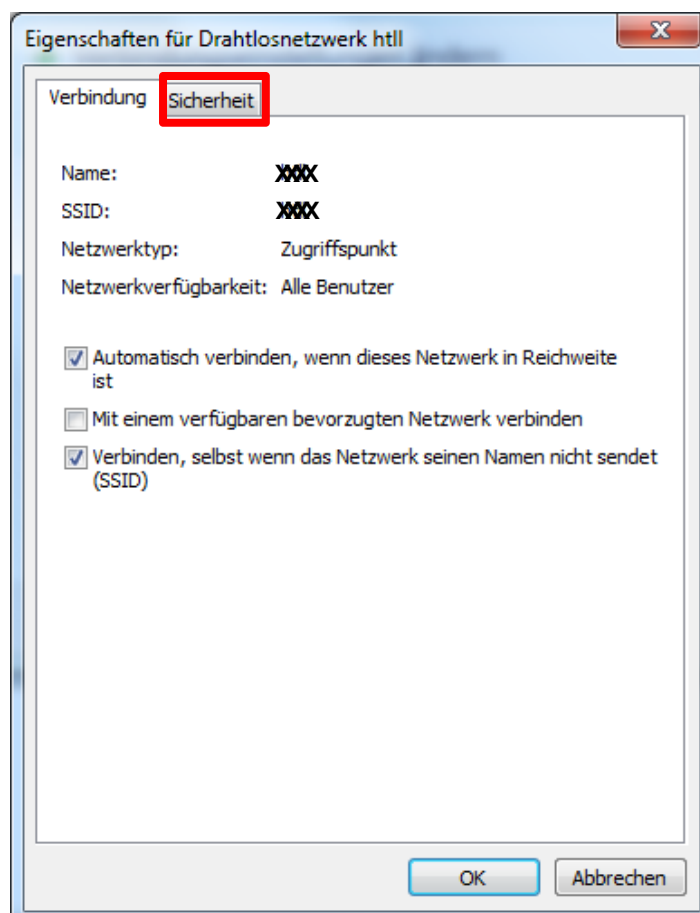 Eigenschaften für Drahtlosnetzwerk htll
Verbindung Sicherheit
Name: XXXX
SSID: XXXX
Netzwerktyp: Zugriffspunkt
Netzwerkverfügbarkeit: Alle Benutzer
Automatisch verbinden, wenn dieses Netzwerk in Reichweite
ist
Mit einem verfügbaren bevorzugten Netzwerk verbinden
Verbinden, selbst wenn das Netzwerk seinen Namen nicht sendet
(SSID)
OK Abbrechen